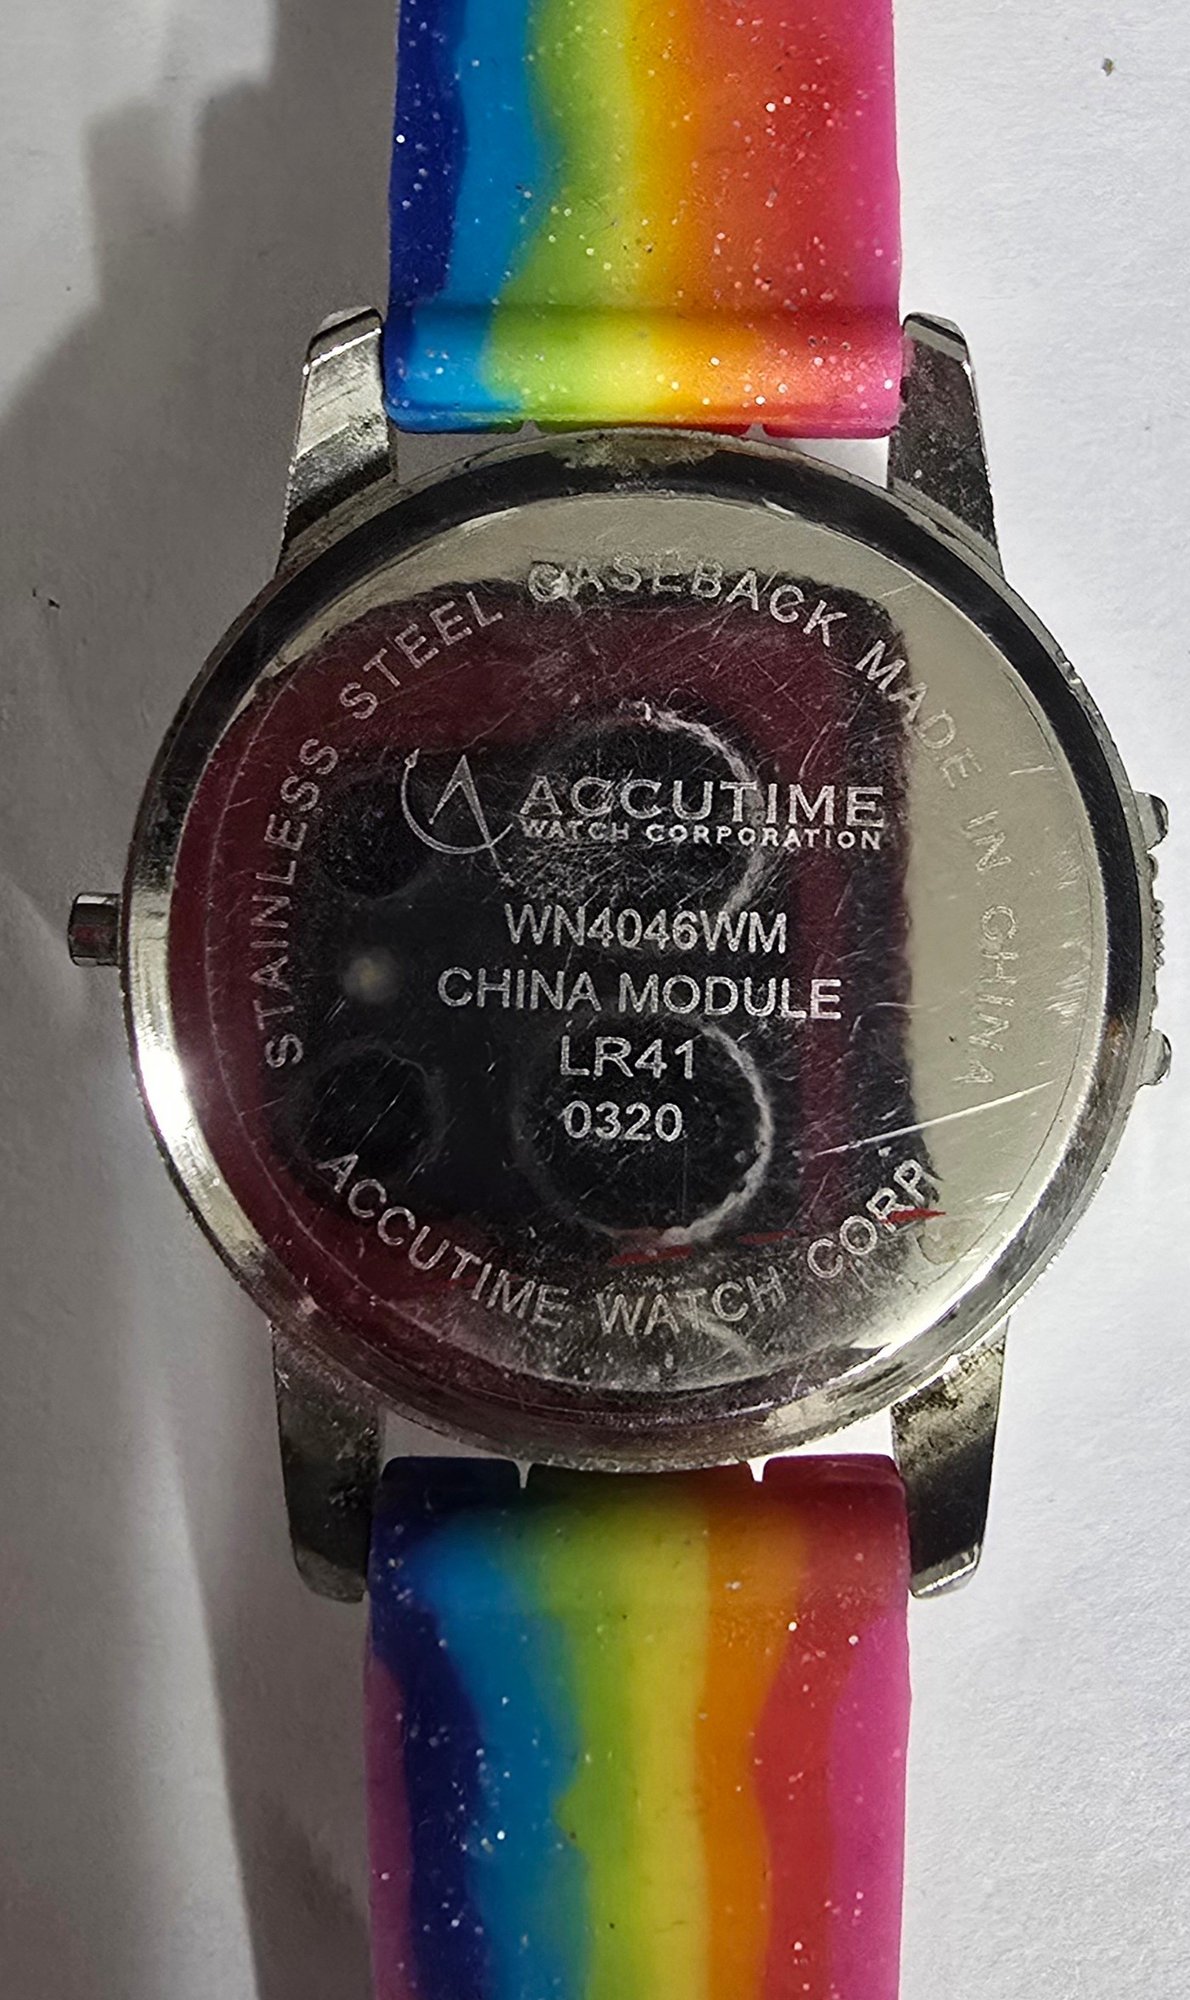 STAINLESS STEEL CASEBACK MADE IN CHINA
ACCUTIME
WATCH CORPORATION
WN4046WM
CHINA MODULE
LR41
0320
ACCUTIME WATCH CORP